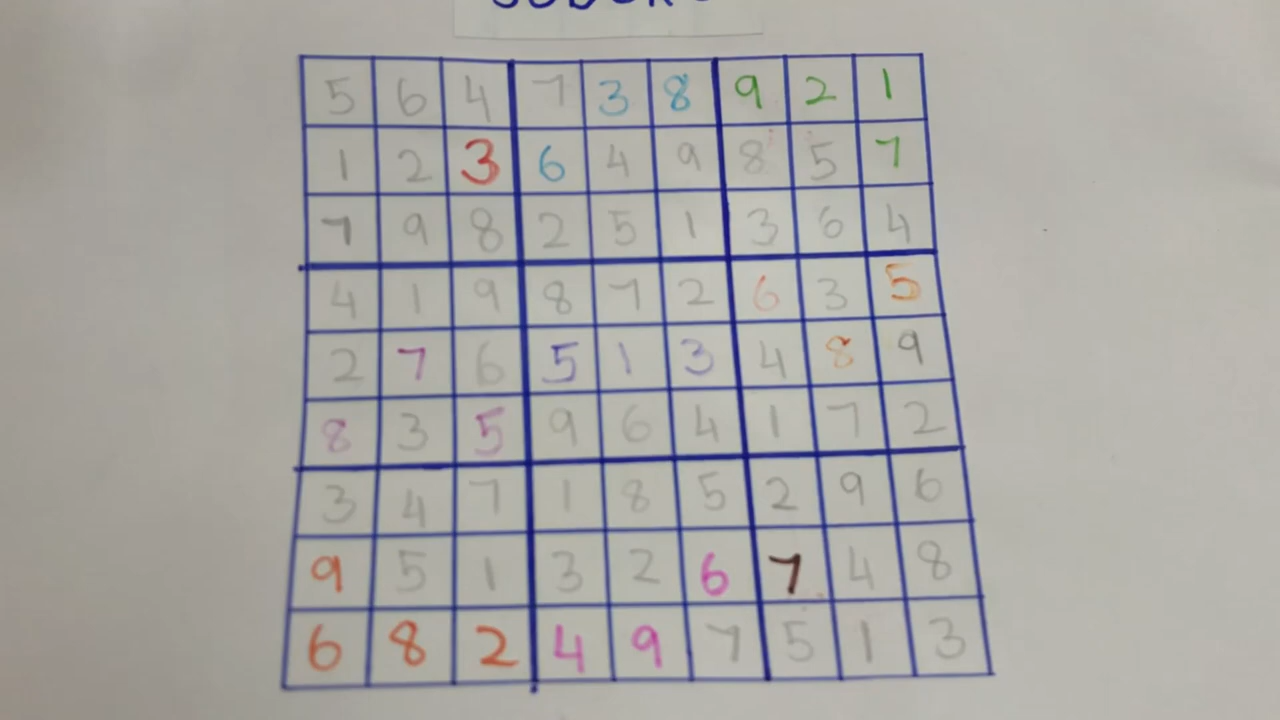 SUDOKU
5 6 4 7 3 8 9 2 1
1 2 3 6 4 9 8 5 7
7 9 8 2 5 1 3 6 4
4 1 9 8 7 2 6 3 5
2 7 6 5 1 3 4 8 9
8 3 5 9 6 4 1 7 2
3 4 7 1 8 5 2 9 6
9 5 1 3 2 6 7 4 8
6 8 2 4 9 7 5 1 3